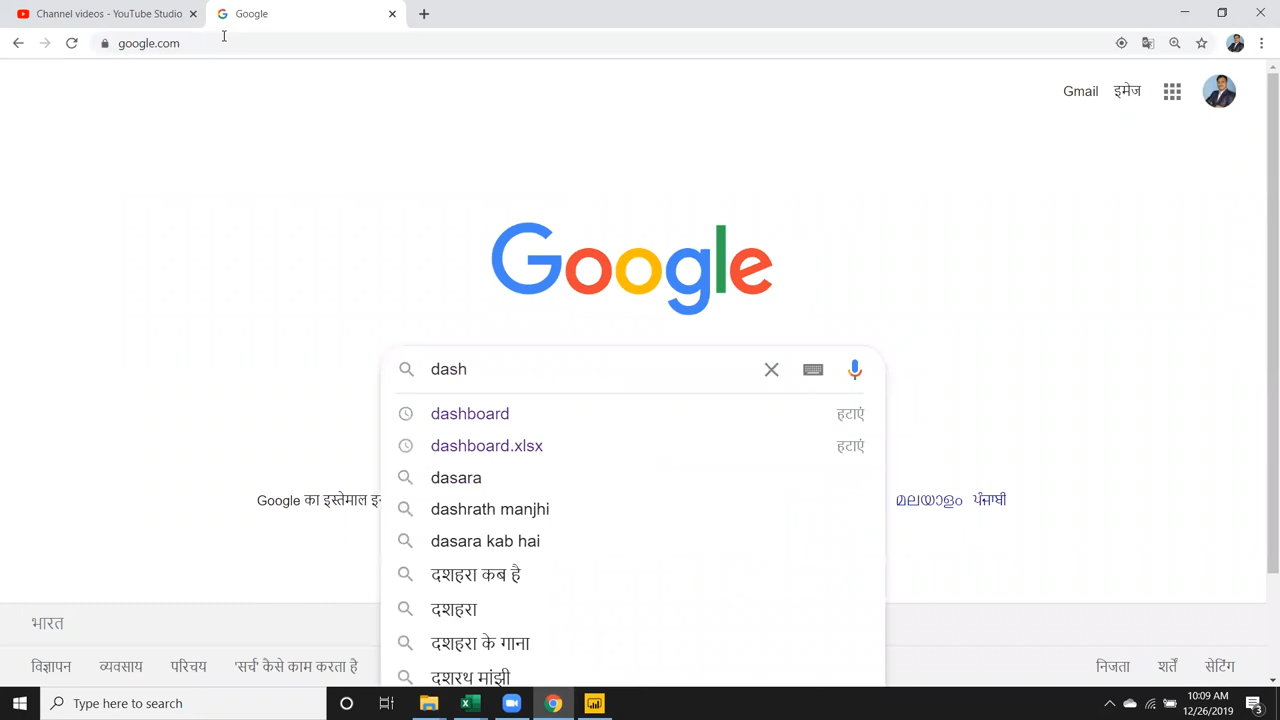 Channel videos - YouTube Studio
Google
google.com
Gmail इमेज
Google
dash
dashboard हटाएं
dashboard.xlsx हटाएं
dasara
dashrath manjhi
dasara kab hai
Google का इस्तेमाल इन
മലയാളം ਪੰਜਾਬੀ
दशहरा कब है
दशहरा
दशहरा के गाना
दशरथ मांझी
भारत
विज्ञापन व्यवसाय परिचय 'सर्च' कैसे काम करता है
निजता शर्तें सेटिंग
Type here to search
10:09 AM
12/26/2019
3